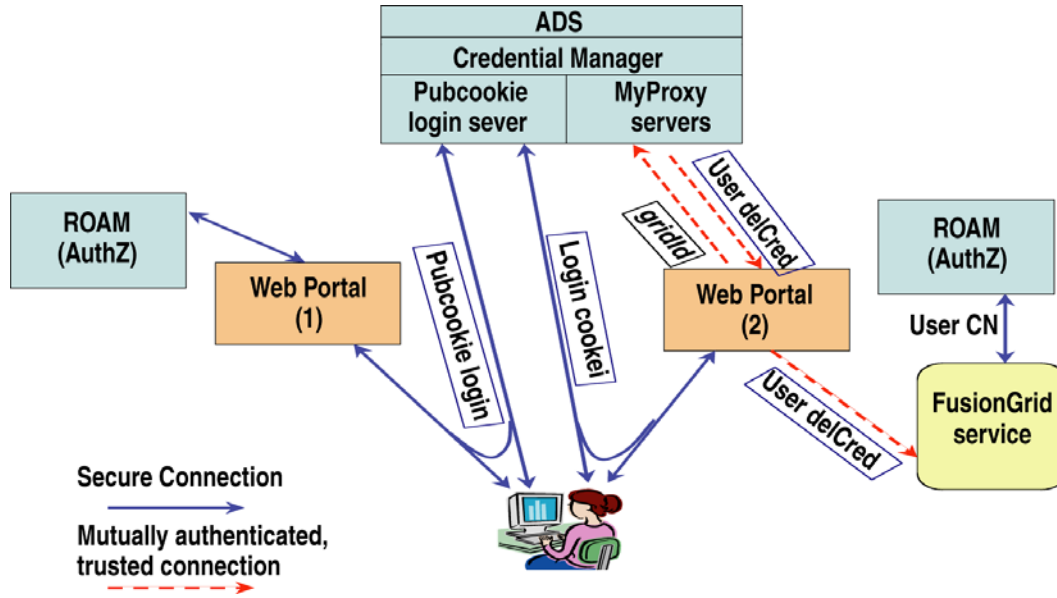 ADS
Credential Manager
Pubcookie
login sever
MyProxy
servers
ROAM
(AuthZ)
Web Portal
(1)
Pubcookie login
Login cookei
gridId
User delCred
Web Portal
(2)
ROAM
(AuthZ)
User CN
User delCred
FusionGrid
service
Secure Connection
Mutually authenticated,
trusted connection